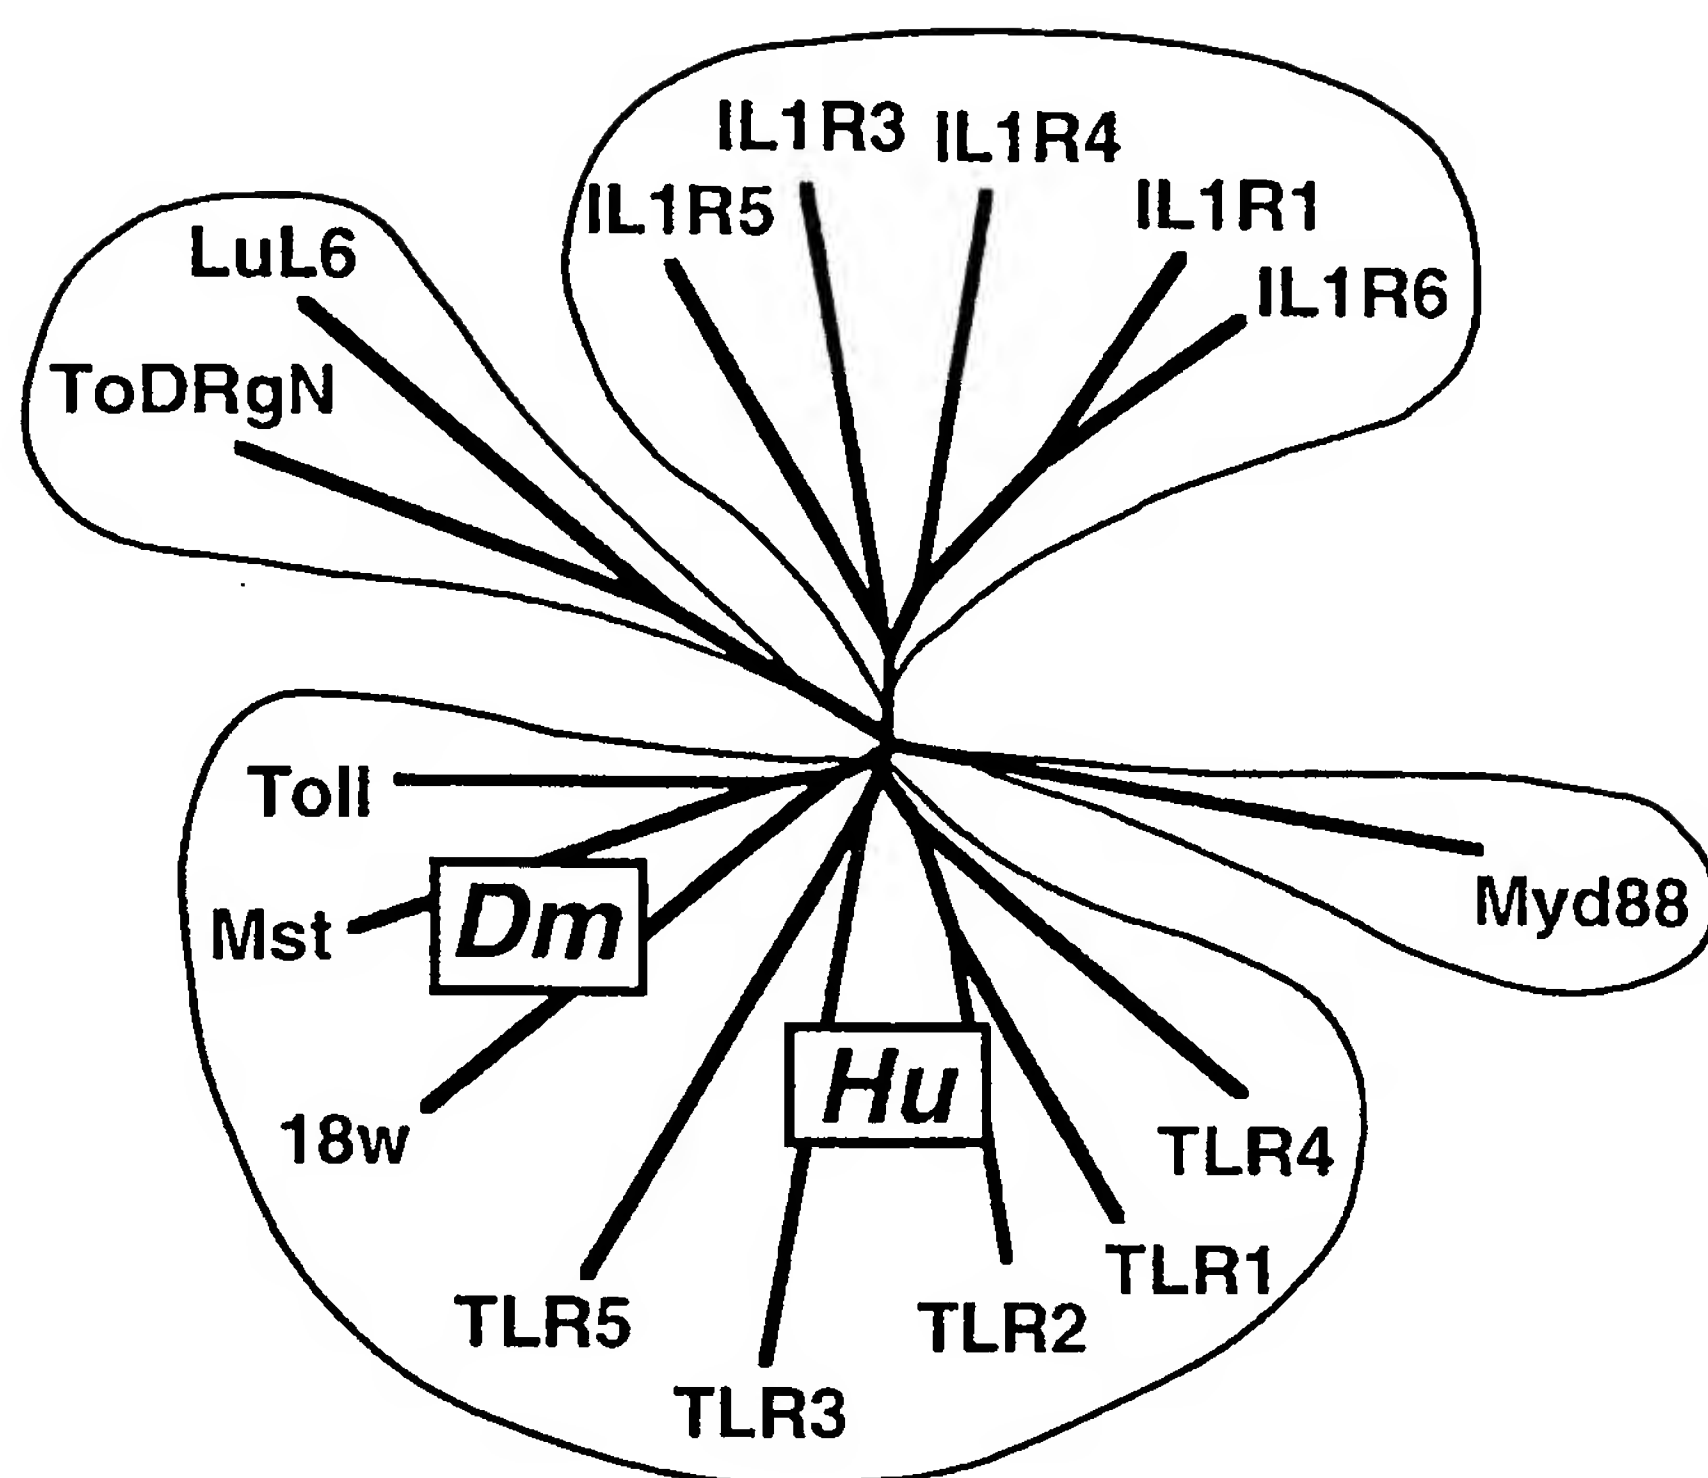 IL1R3
IL1R4
IL1R5
IL1R1
LuL6
IL1R6
ToDRgN
Toll
Myd88
Mst
Dm
Hu
18w
TLR4
TLR1
TLR5
TLR2
TLR3